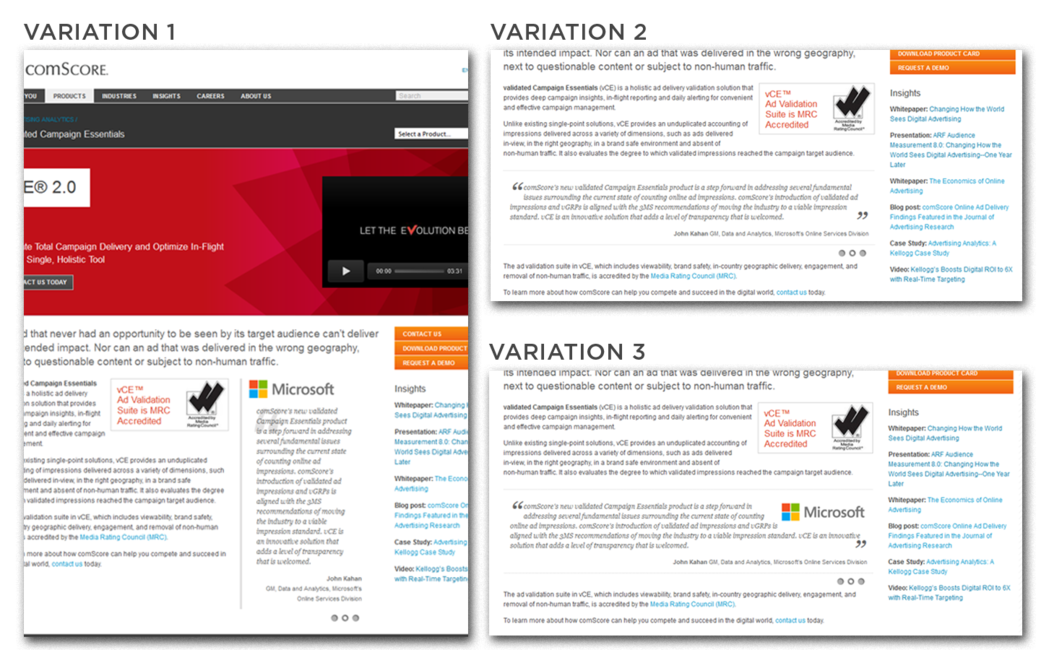 VARIATION 1
comScore.
EN
YOU PRODUCTS INDUSTRIES INSIGHTS CAREERS ABOUT US Search
ANALYTICS /
ated Campaign Essentials
Select a Product...
E® 2.0
LET THE EVOLUTION BE
te Total Campaign Delivery and Optimize In-Flight
Single, Holistic Tool
00:00 03:31
ACT US TODAY
d that never had an opportunity to be seen by its target audience can't deliver
ntended impact. Nor can an ad that was delivered in the wrong geography,
to questionable content or subject to non-human traffic.
CONTACT US
DOWNLOAD PRODUCT
REQUEST A DEMO
ed Campaign Essentials
a holistic ad delivery
n solution that provides
mpaign insights, in-flight
g and daily alerting for
ent and effective campaign
ement.
vCE™
Ad Validation
Suite is MRC
Accredited
Accredited by
Media
Rating Council
xisting single-point solutions, vCE provides an unduplicated
ng of impressions delivered across a variety of dimensions, such
delivered in-view, in the right geography, in a brand safe
ment and absent of non-human traffic. It also evaluates the degree
validated impressions reached the campaign target audience.
validation suite in vCE, which includes viewability, brand safety,
ry geographic delivery, engagement, and removal of non-human
s accredited by the Media Rating Council (MRC).
more about how comScore can help you compete and succeed in
tal world, contact us today.
Microsoft
comScore's new validated
Campaign Essentials product
is a step forward in addressing
several fundamental issues
surrounding the current state
of counting online ad
impressions. comScore's
introduction of validated ad
impressions and vGRPs is
aligned with the 3MS
recommendations of moving
the industry to a viable
impression standard. vCE is
an innovative solution that
adds a level of transparency
that is welcomed.
John Kahan
GM, Data and Analytics, Microsoft's
Online Services Division
Insights
Whitepaper: Changing H
Sees Digital Advertising
Presentation: ARF Audi
Measurement 8.0: Chan
World Sees Digital Adve
Later
Whitepaper: The Econo
Advertising
Blog post: comScore On
Findings Featured in the
Advertising Research
Case Study: Advertising
Kellogg Case Study
Video: Kellogg's Boosts
with Real-Time Targeting
VARIATION 2
its intended impact. Nor can an ad that was delivered in the wrong geography,
next to questionable content or subject to non-human traffic.
DOWNLOAD PRODUCT CARD
REQUEST A DEMO
validated Campaign Essentials (vCE) is a holistic ad delivery validation solution that
provides deep campaign insights, in-flight reporting and daily alerting for convenient
and effective campaign management.
Unlike existing single-point solutions, vCE provides an unduplicated accounting of
impressions delivered across a variety of dimensions, such as ads delivered
in-view, in the right geography, in a brand safe environment and absent of
non-human traffic. It also evaluates the degree to which validated impressions reached the campaign target audience.
vCE™
Ad Validation
Suite is MRC
Accredited
Accredited by
Media
Rating Council
“comScore's new validated Campaign Essentials product is a step forward in addressing several fundamental
issues surrounding the current state of counting online ad impressions. comScore's introduction of validated ad
impressions and vGRPs is aligned with the 3MS recommendations of moving the industry to a viable impression
standard. vCE is an innovative solution that adds a level of transparency that is welcomed. ”
John Kahan GM, Data and Analytics, Microsoft's Online Services Division
The ad validation suite in vCE, which includes viewability, brand safety, in-country geographic delivery, engagement, and
removal of non-human traffic, is accredited by the Media Rating Council (MRC).
To learn more about how comScore can help you compete and succeed in the digital world, contact us today.
Insights
Whitepaper: Changing How the World
Sees Digital Advertising
Presentation: ARF Audience
Measurement 8.0: Changing How the
World Sees Digital Advertising--One Year
Later
Whitepaper: The Economics of Online
Advertising
Blog post: comScore Online Ad Delivery
Findings Featured in the Journal of
Advertising Research
Case Study: Advertising Analytics: A
Kellogg Case Study
Video: Kellogg's Boosts Digital ROI to 6X
with Real-Time Targeting
VARIATION 3
its intended impact. Nor can an ad that was delivered in the wrong geography,
next to questionable content or subject to non-human traffic.
DOWNLOAD PRODUCT CARD
REQUEST A DEMO
validated Campaign Essentials (vCE) is a holistic ad delivery validation solution that
provides deep campaign insights, in-flight reporting and daily alerting for convenient
and effective campaign management.
Unlike existing single-point solutions, vCE provides an unduplicated accounting of
impressions delivered across a variety of dimensions, such as ads delivered
in-view, in the right geography, in a brand safe environment and absent of
non-human traffic. It also evaluates the degree to which validated impressions reached the campaign target audience.
vCE™
Ad Validation
Suite is MRC
Accredited
Accredited by
Media
Rating Council
“comScore's new validated Campaign Essentials product is a step forward in
addressing several fundamental issues surrounding the current state of counting
online ad impressions. comScore's introduction of validated ad impressions and vGRPs is
aligned with the 3MS recommendations of moving the industry to a viable impression standard. vCE is an innovative
solution that adds a level of transparency that is welcomed. ”
Microsoft
John Kahan GM, Data and Analytics, Microsoft's Online Services Division
The ad validation suite in vCE, which includes viewability, brand safety, in-country geographic delivery, engagement, and
removal of non-human traffic, is accredited by the Media Rating Council (MRC).
To learn more about how comScore can help you compete and succeed in the digital world, contact us today.
Insights
Whitepaper: Changing How the World
Sees Digital Advertising
Presentation: ARF Audience
Measurement 8.0: Changing How the
World Sees Digital Advertising--One Year
Later
Whitepaper: The Economics of Online
Advertising
Blog post: comScore Online Ad Delivery
Findings Featured in the Journal of
Advertising Research
Case Study: Advertising Analytics: A
Kellogg Case Study
Video: Kellogg's Boosts Digital ROI to 6X
with Real-Time Targeting